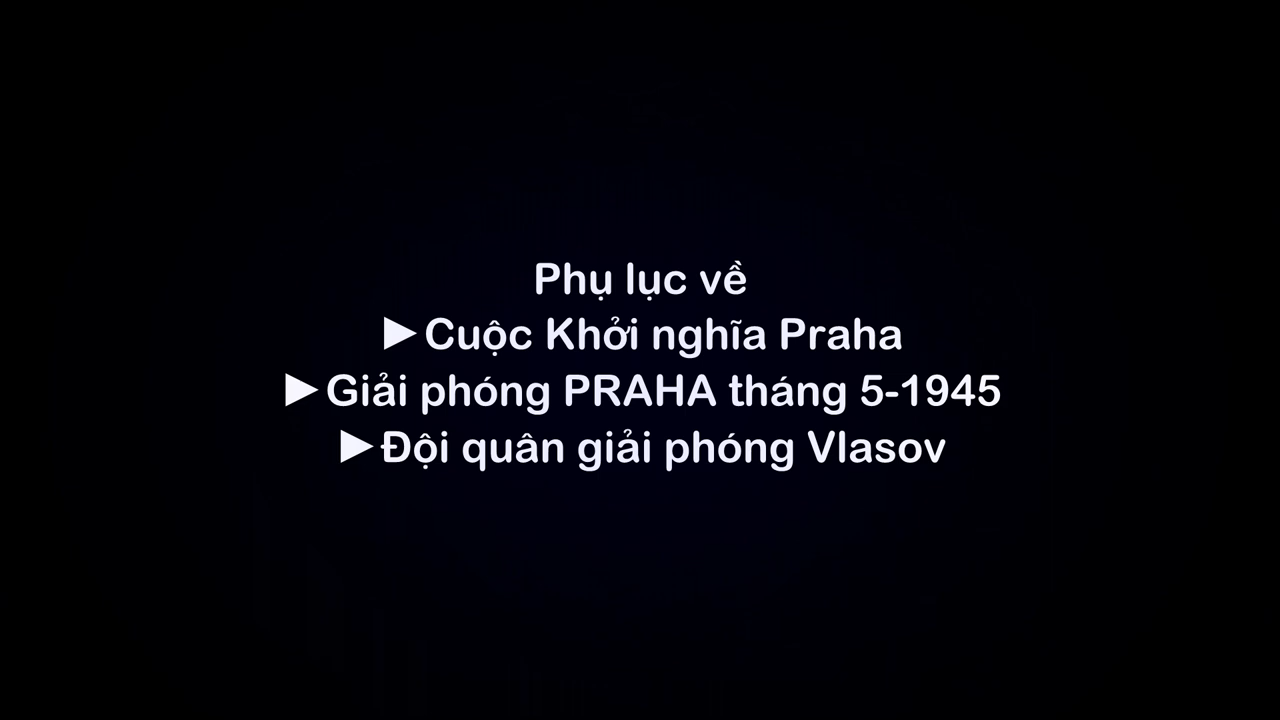 Phụ lục về
►Cuộc Khởi nghĩa Praha
►Giải phóng PRAHA tháng 5-1945
►Đội quân giải phóng Vlasov